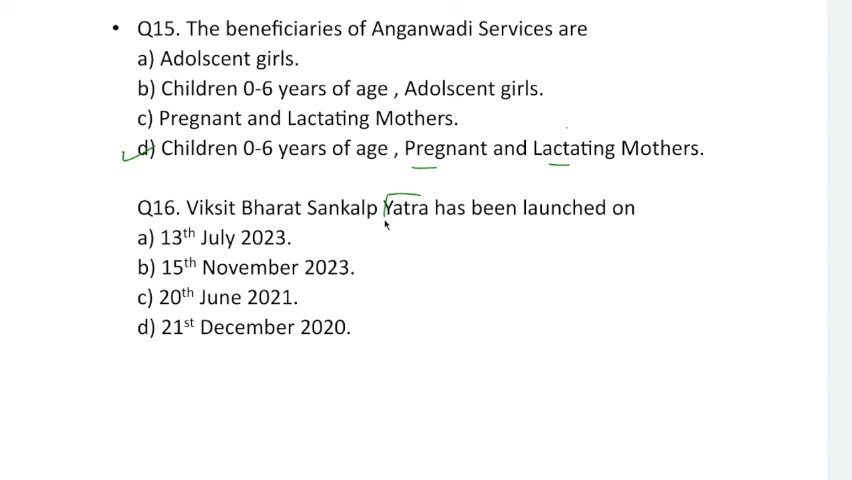 • Q15. The beneficiaries of Anganwadi Services are
a) Adolscent girls.
b) Children 0-6 years of age , Adolscent girls.
c) Pregnant and Lactating Mothers.
d) Children 0-6 years of age , Pregnant and Lactating Mothers.
Q16. Viksit Bharat Sankalp Yatra has been launched on
a) 13th July 2023.
b) 15th November 2023.
c) 20th June 2021.
d) 21st December 2020.